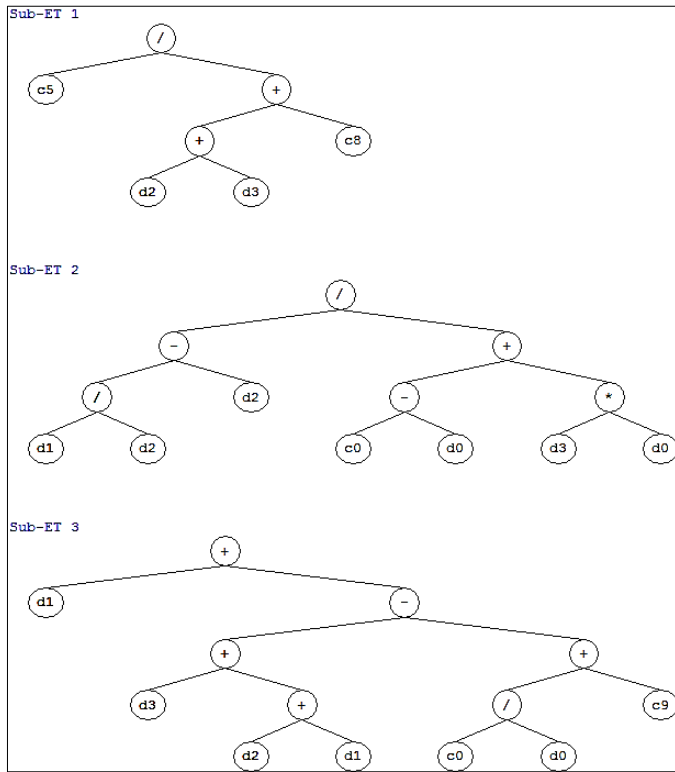 Sub-ET 1
/
c5 +
+ c8
d2 d3
Sub-ET 2
/
- +
/ d2 - *
d1 d2 c0 d0 d3 d0
Sub-ET 3
+
d1 -
+ +
d3 + / c9
d2 d1 c0 d0